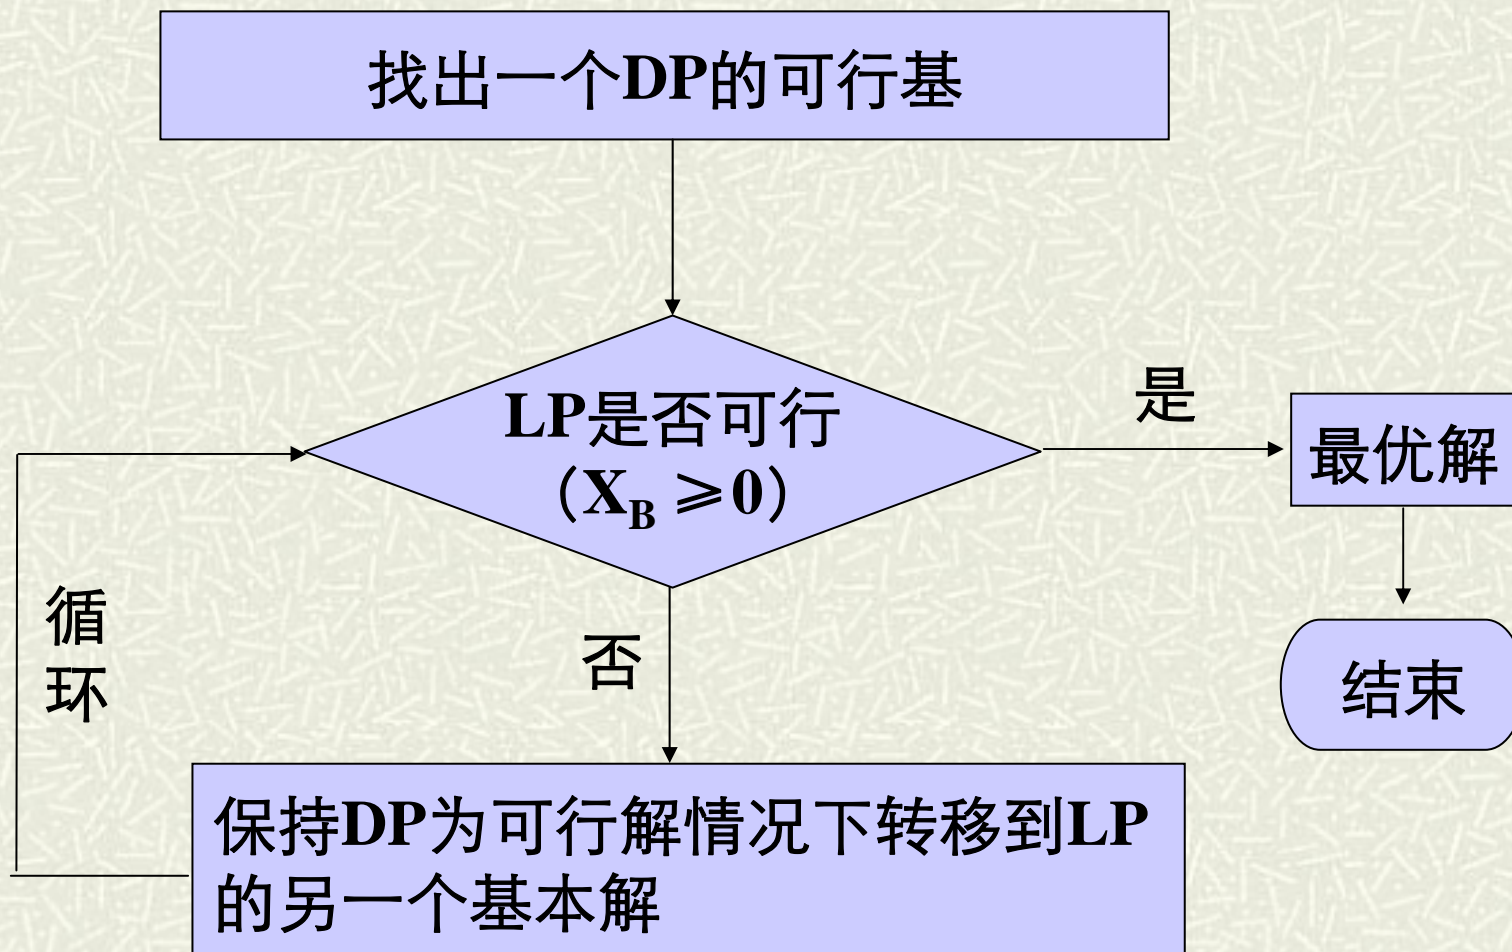 找出一个DP的可行基
LP是否可行
（X_B ≥0）
是
最优解
循
环
否
结束
保持DP为可行解情况下转移到LP
的另一个基本解